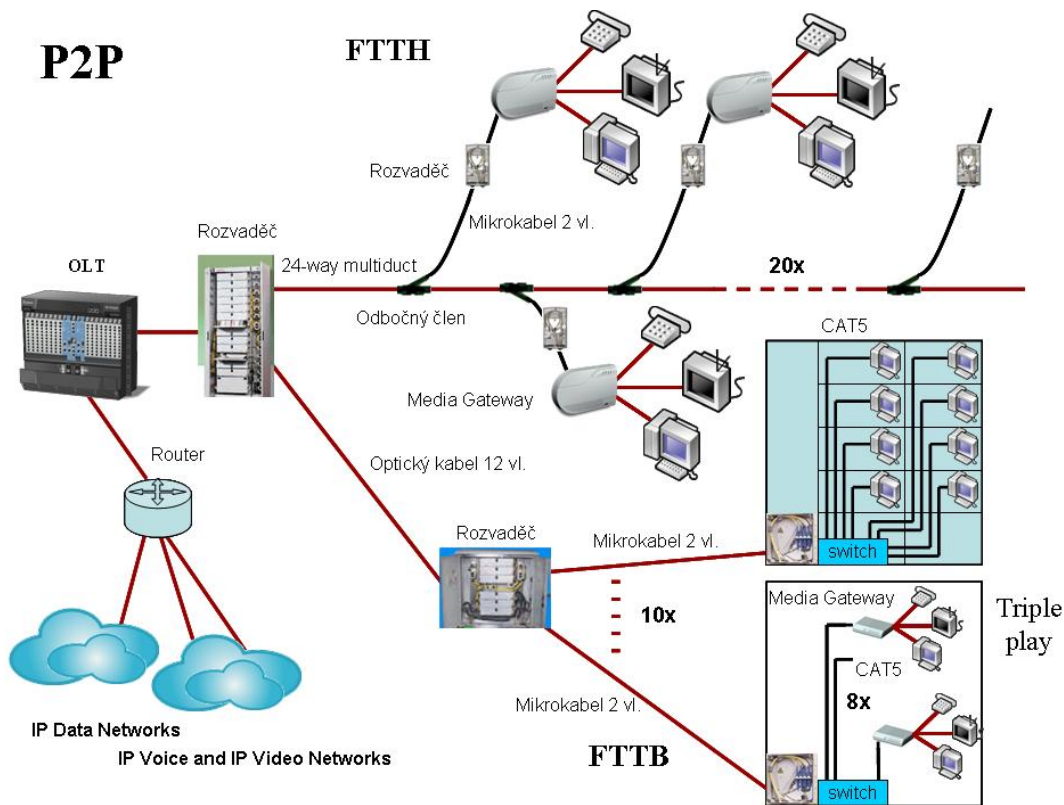 P2P
FTTH
Rozvaděč
Mikrokabel 2 vl.
Rozvaděč
OLT
24-way multiduct
20x
Odbočný člen
CAT5
Media Gateway
Router
Optický kabel 12 vl.
Rozvaděč
Mikrokabel 2 vl.
switch
10x
Media Gateway
Triple
play
CAT5
8x
Mikrokabel 2 vl.
IP Data Networks
IP Voice and IP Video Networks
FTTB
switch